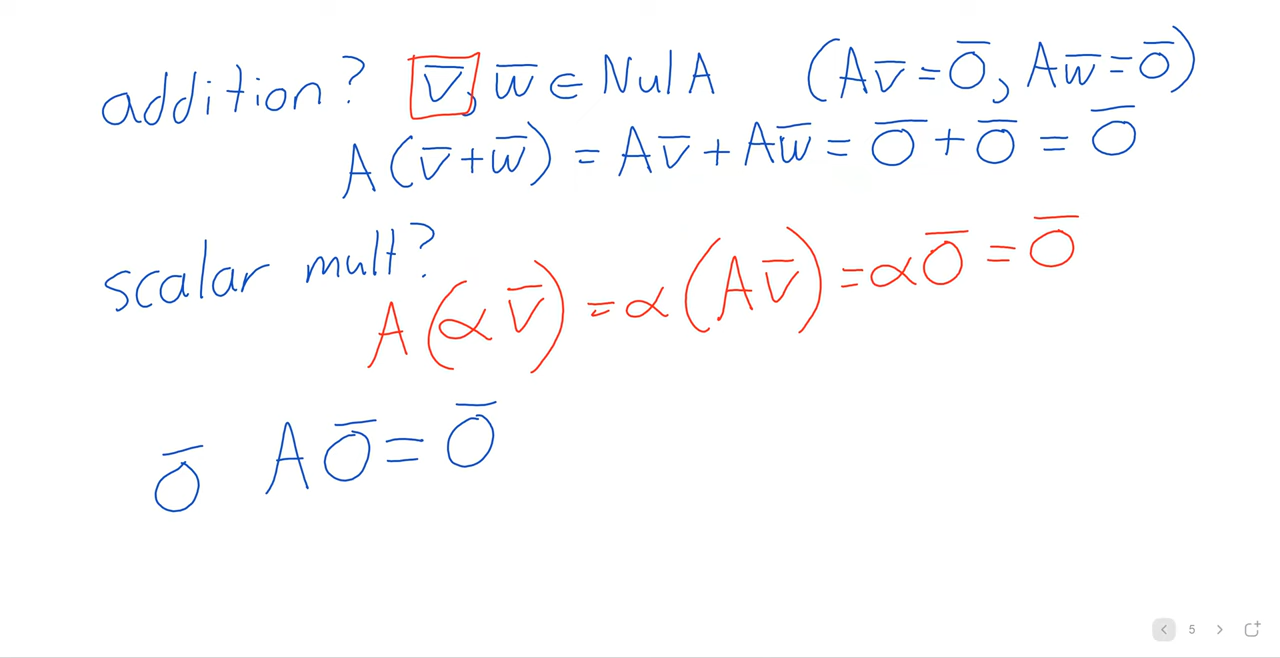 addition? v̅, w̅ ∈ Nul A (Av̅ = 0̅, Aw̅ = 0̅)
A(v̅ + w̅) = Av̅ + Aw̅ = 0̅ + 0̅ = 0̅
scalar mult?
A(αv̅) = α(Av̅) = α0̅ = 0̅
0̅ A0̅ = 0̅
5